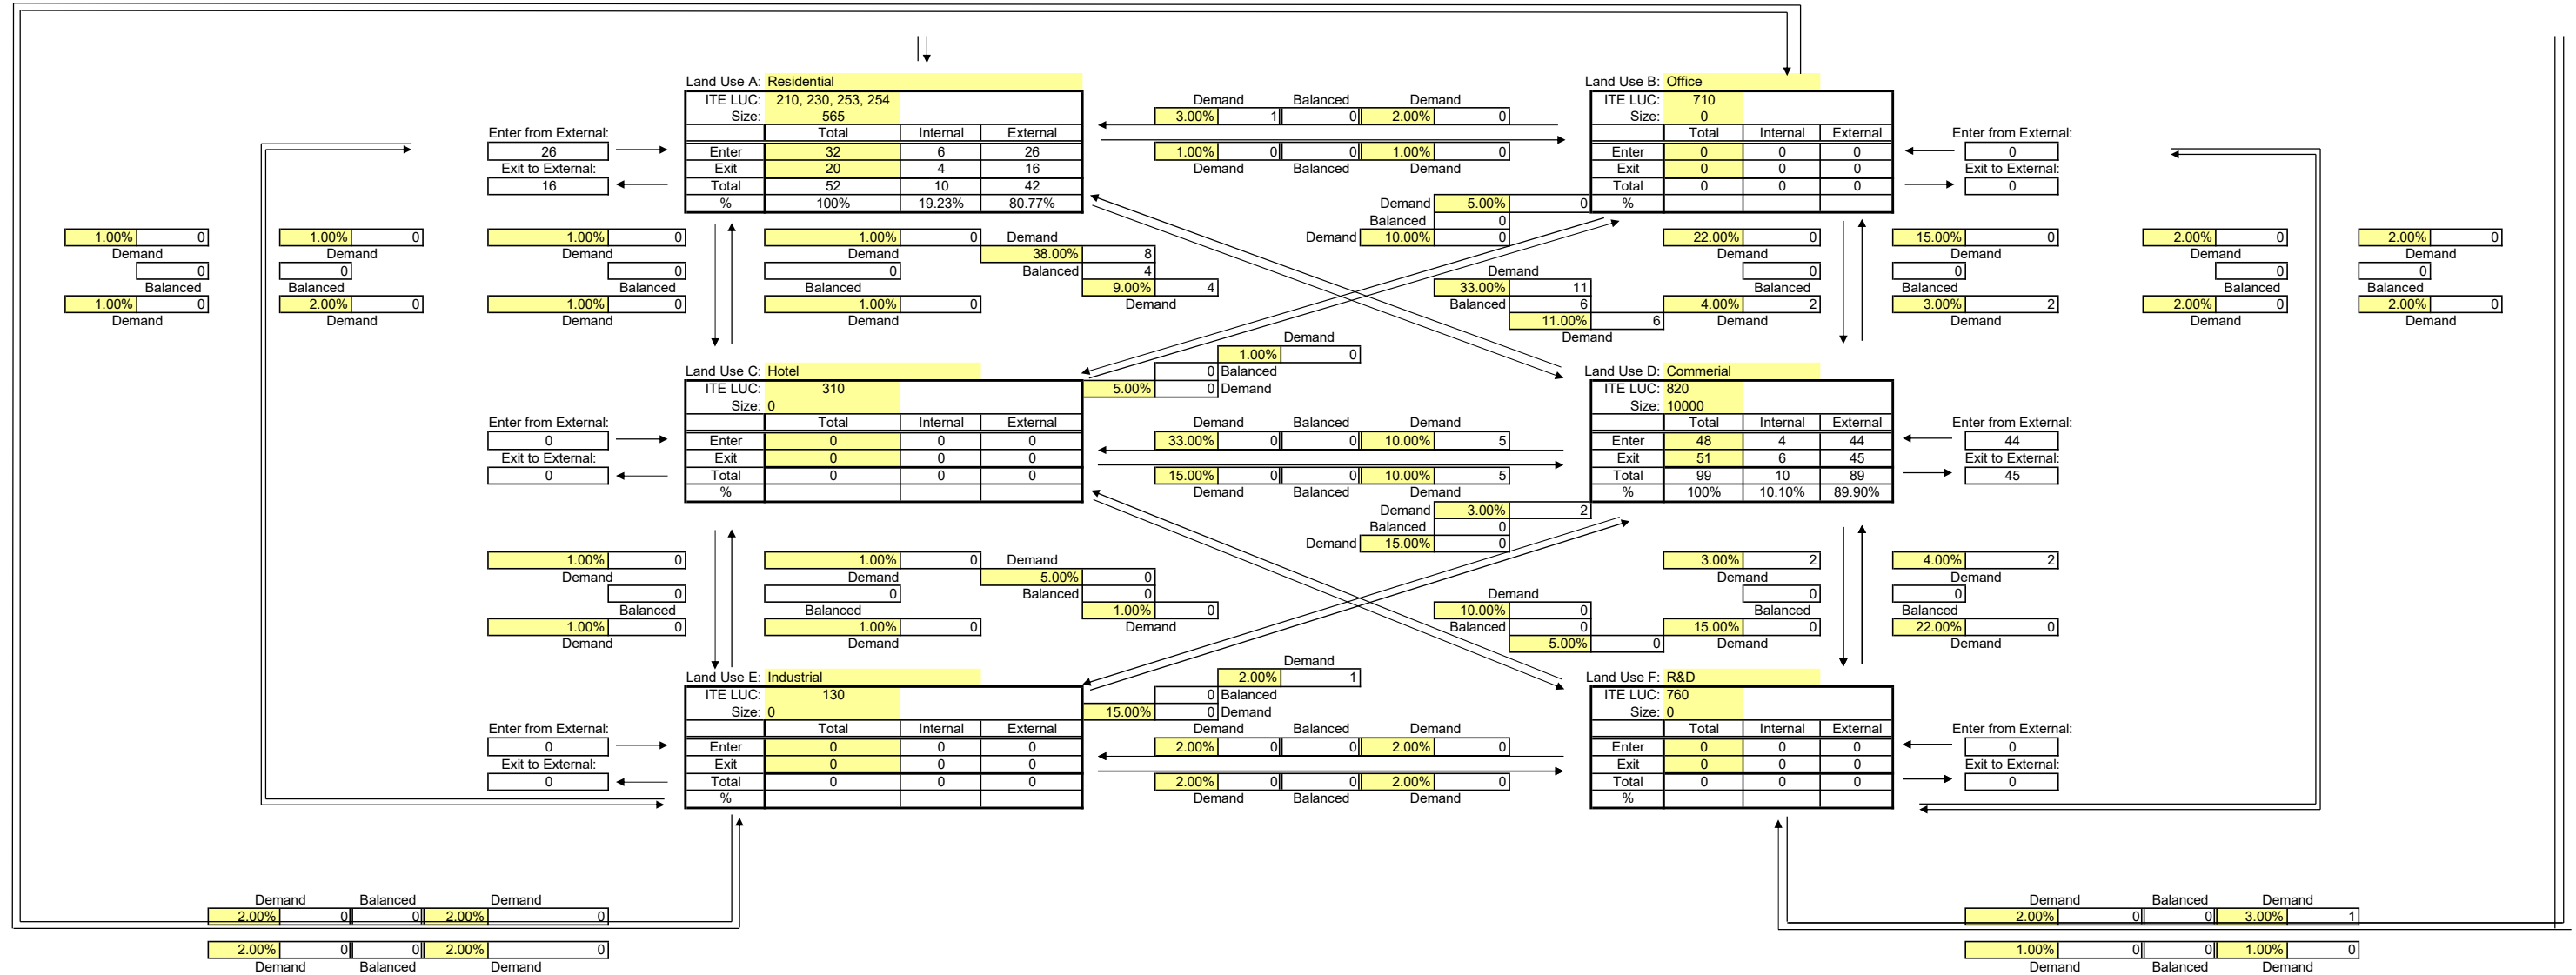 Land Use A: Residential
ITE LUC: 210, 230, 253, 254
Size: 565
Total Internal External
Enter 32 6 26
Exit 20 4 16
Total 52 10 42
% 100% 19.23% 80.77%
Enter from External:
26
Exit to External:
16
Demand Balanced Demand
3.00% 1 0 2.00% 0
1.00% 0 0 1.00% 0
Demand Balanced Demand
Land Use B: Office
ITE LUC: 710
Size: 0
Total Internal External
Enter 0 0 0
Exit 0 0 0
Total 0 0 0
%
Enter from External:
0
Exit to External:
0
Demand 5.00% 0
Balanced 0
Demand 10.00% 0
1.00% 0
Demand
0
Balanced
1.00% 0
Demand
1.00% 0
Demand
0
Balanced
2.00% 0
Demand
1.00% 0
Demand
0
Balanced
1.00% 0
Demand
1.00% 0
Demand
0
Balanced
1.00% 0
Demand
Demand
38.00% 8
Balanced 4
9.00% 4
Demand
Demand
33.00% 11
Balanced 6
11.00% 6
Demand
22.00% 0
Demand
0
Balanced
4.00% 2
Demand
15.00% 0
Demand
0
Balanced
3.00% 2
Demand
2.00% 0
Demand
0
Balanced
2.00% 0
Demand
2.00% 0
Demand
0
Balanced
2.00% 0
Demand
Demand
1.00% 0
0 Balanced
5.00% 0 Demand
Land Use C: Hotel
ITE LUC: 310
Size: 0
Total Internal External
Enter 0 0 0
Exit 0 0 0
Total 0 0 0
%
Enter from External:
0
Exit to External:
0
Demand Balanced Demand
33.00% 0 0 10.00% 5
15.00% 0 0 10.00% 5
Demand Balanced Demand
Land Use D: Commerial
ITE LUC: 820
Size: 10000
Total Internal External
Enter 48 4 44
Exit 51 6 45
Total 99 10 89
% 100% 10.10% 89.90%
Enter from External:
44
Exit to External:
45
Demand 3.00% 2
Balanced 0
Demand 15.00% 0
1.00% 0
Demand
0
Balanced
1.00% 0
Demand
1.00% 0
Demand
0
Balanced
1.00% 0
Demand
Demand
5.00% 0
Balanced 0
1.00% 0
Demand
Demand
10.00% 0
Balanced 0
5.00% 0
3.00% 2
Demand
0
Balanced
15.00% 0
Demand
4.00% 2
Demand
0
Balanced
22.00% 0
Demand
Demand
2.00% 1
0 Balanced
15.00% 0 Demand
Land Use E: Industrial
ITE LUC: 130
Size: 0
Total Internal External
Enter 0 0 0
Exit 0 0 0
Total 0 0 0
%
Enter from External:
0
Exit to External:
0
Demand Balanced Demand
2.00% 0 0 2.00% 0
2.00% 0 0 2.00% 0
Demand Balanced Demand
Land Use F: R&D
ITE LUC: 760
Size: 0
Total Internal External
Enter 0 0 0
Exit 0 0 0
Total 0 0 0
%
Enter from External:
0
Exit to External:
0
Demand Balanced Demand
2.00% 0 0 2.00% 0
2.00% 0 0 2.00% 0
Demand Balanced Demand
Demand Balanced Demand
2.00% 0 0 3.00% 1
1.00% 0 0 1.00% 0
Demand Balanced Demand